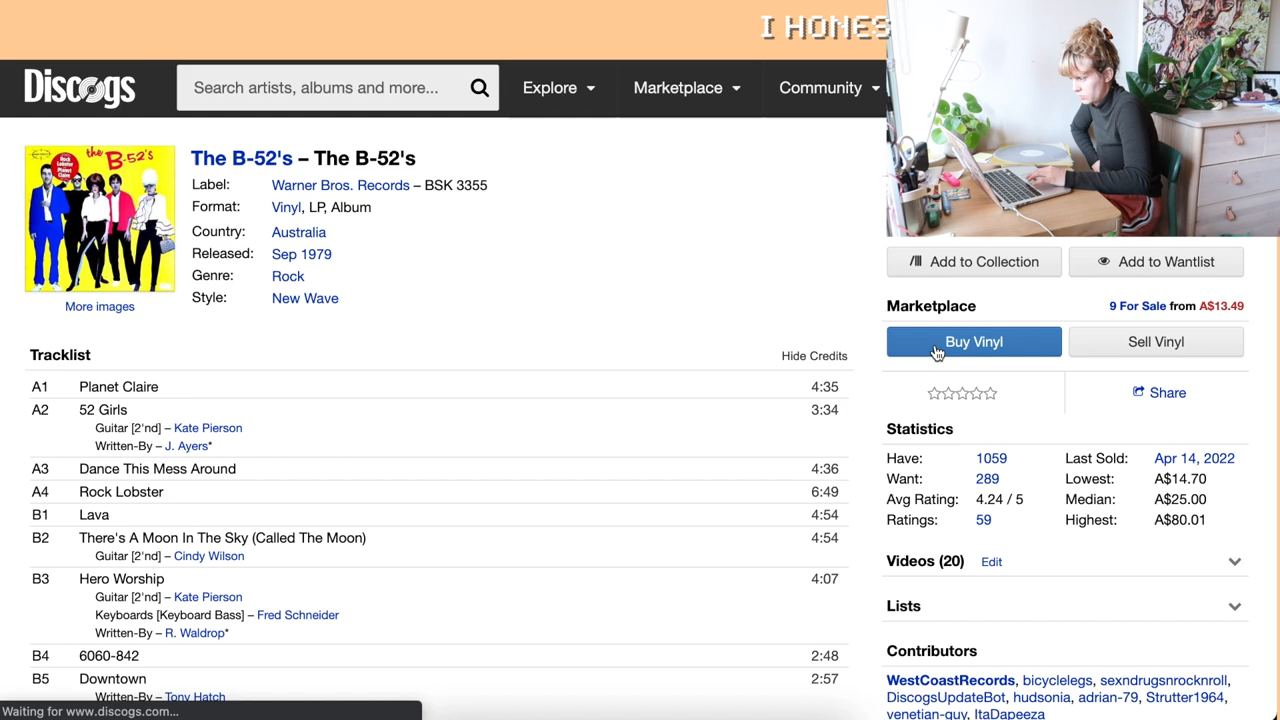 I HONES
Discogs
Search artists, albums and more...
Explore
Marketplace
Community
the B-52's
Rock Lobster Planet Claire
The B-52's – The B-52's
Label: Warner Bros. Records – BSK 3355
Format: Vinyl, LP, Album
Country: Australia
Released: Sep 1979
Genre: Rock
Style: New Wave
More images
Add to Collection
Add to Wantlist
Marketplace
9 For Sale from A$13.49
Buy Vinyl
Sell Vinyl
Share
Tracklist
Hide Credits
A1 Planet Claire 4:35
A2 52 Girls 3:34
Guitar [2'nd] – Kate Pierson
Written-By – J. Ayers*
A3 Dance This Mess Around 4:36
A4 Rock Lobster 6:49
B1 Lava 4:54
B2 There's A Moon In The Sky (Called The Moon) 4:54
Guitar [2'nd] – Cindy Wilson
B3 Hero Worship 4:07
Guitar [2'nd] – Kate Pierson
Keyboards [Keyboard Bass] – Fred Schneider
Written-By – R. Waldrop*
B4 6060-842 2:48
B5 Downtown 2:57
Written-By – Tony Hatch
Statistics
Have: 1059
Last Sold: Apr 14, 2022
Want: 289
Lowest: A$14.70
Avg Rating: 4.24 / 5
Median: A$25.00
Ratings: 59
Highest: A$80.01
Videos (20) Edit
Lists
Contributors
WestCoastRecords, bicyclelegs, sexndrugsnrocknroll,
DiscogsUpdateBot, hudsonia, adrian-79, Strutter1964,
venetian-guy, ItaDapeeza
Waiting for www.discogs.com...